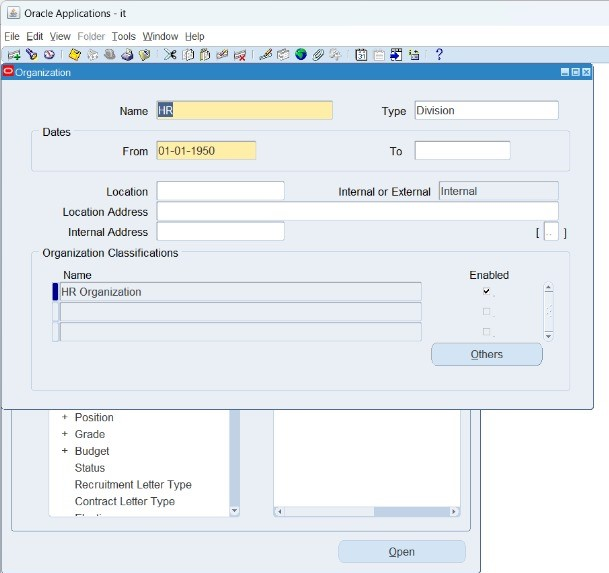 Oracle Applications - it
File Edit View Folder Tools Window Help
?
Organization
Name HR Type Division
Dates
From 01-01-1950 To
Location Internal or External Internal
Location Address
Internal Address [ .. ]
Organization Classifications
Name Enabled
HR Organization
Others
+ Position
+ Grade
+ Budget
Status
Recruitment Letter Type
Contract Letter Type
Open